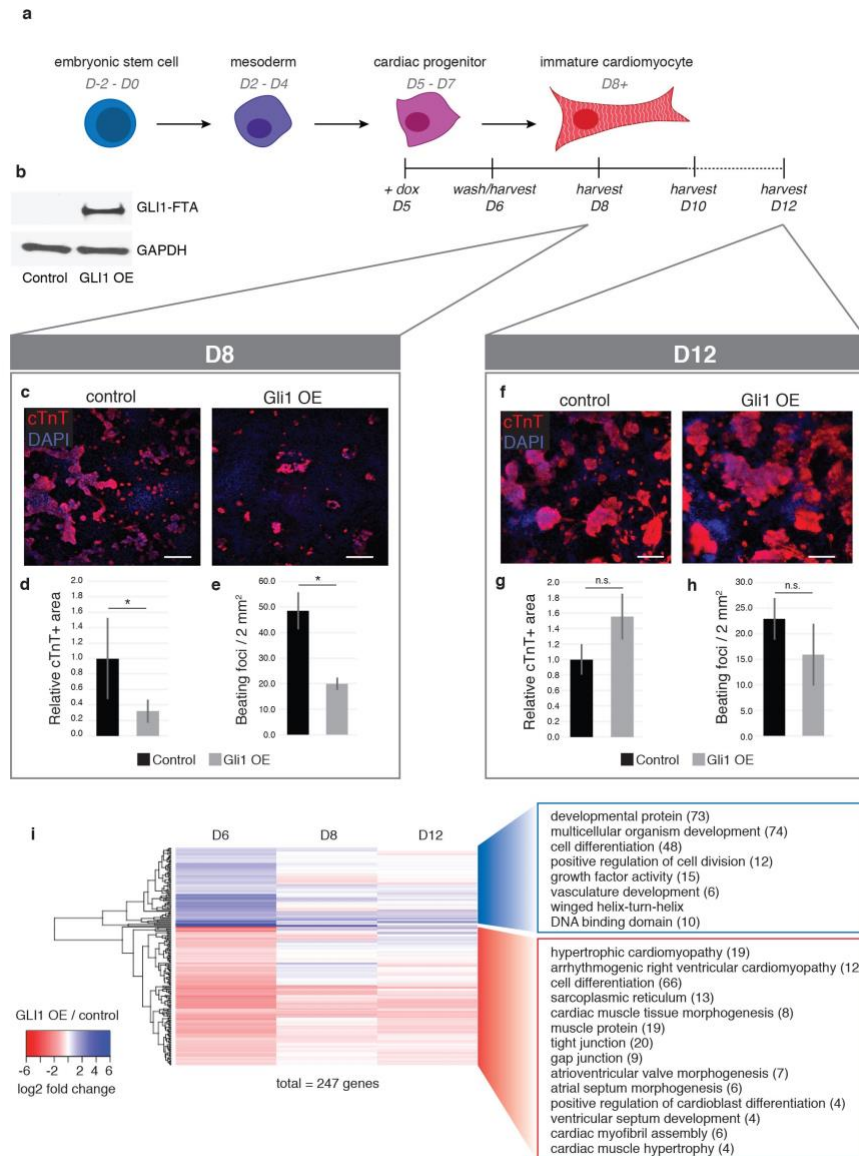 a
embryonic stem cell
D-2 - D0
mesoderm
D2 - D4
cardiac progenitor
D5 - D7
immature cardiomyocyte
D8+
+ dox
D5
wash/harvest
D6
harvest
D8
harvest
D10
harvest
D12
b
GLI1-FTA
GAPDH
Control GLI1 OE
D8
c
control
Gli1 OE
cTnT
DAPI
d
Relative cTnT+ area
2.0
1.8
1.6
1.4
1.2
1.0
0.8
0.6
0.4
0.2
0.0
*
e
Beating foci / 2 mm²
60.0
50.0
40.0
30.0
20.0
10.0
0.0
*
Control Gli1 OE
D12
f
control
Gli1 OE
cTnT
DAPI
g
Relative cTnT+ area
2.0
1.8
1.6
1.4
1.2
1.0
0.8
0.6
0.4
0.2
0.0
n.s.
h
Beating foci / 2 mm²
30.0
25.0
20.0
15.0
10.0
5.0
0.0
n.s.
Control Gli1 OE
i
D6 D8 D12
GLI1 OE / control
-6 -2 2 6
log2 fold change
total = 247 genes
developmental protein (73)
multicellular organism development (74)
cell differentiation (48)
positive regulation of cell division (12)
growth factor activity (15)
vasculature development (6)
winged helix-turn-helix
DNA binding domain (10)
hypertrophic cardiomyopathy (19)
arrhythmogenic right ventricular cardiomyopathy (12
cell differentiation (66)
sarcoplasmic reticulum (13)
cardiac muscle tissue morphogenesis (8)
muscle protein (19)
tight junction (20)
gap junction (9)
atrioventricular valve morphogenesis (7)
atrial septum morphogenesis (6)
positive regulation of cardioblast differentiation (4)
ventricular septum development (4)
cardiac myofibril assembly (6)
cardiac muscle hypertrophy (4)